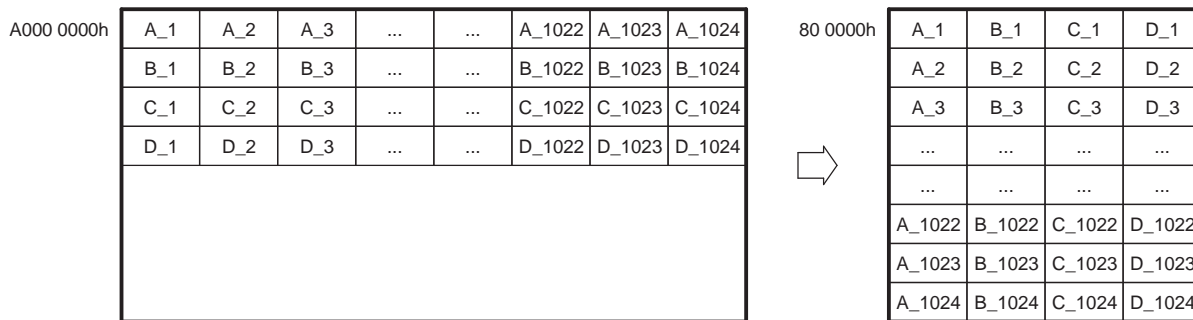 A000 0000h A_1 A_2 A_3 ... ... A_1022 A_1023 A_1024
B_1 B_2 B_3 ... ... B_1022 B_1023 B_1024
C_1 C_2 C_3 ... ... C_1022 C_1023 C_1024
D_1 D_2 D_3 ... ... D_1022 D_1023 D_1024
80 0000h A_1 B_1 C_1 D_1
A_2 B_2 C_2 D_2
A_3 B_3 C_3 D_3
... ... ... ...
... ... ... ...
A_1022 B_1022 C_1022 D_1022
A_1023 B_1023 C_1023 D_1023
A_1024 B_1024 C_1024 D_1024